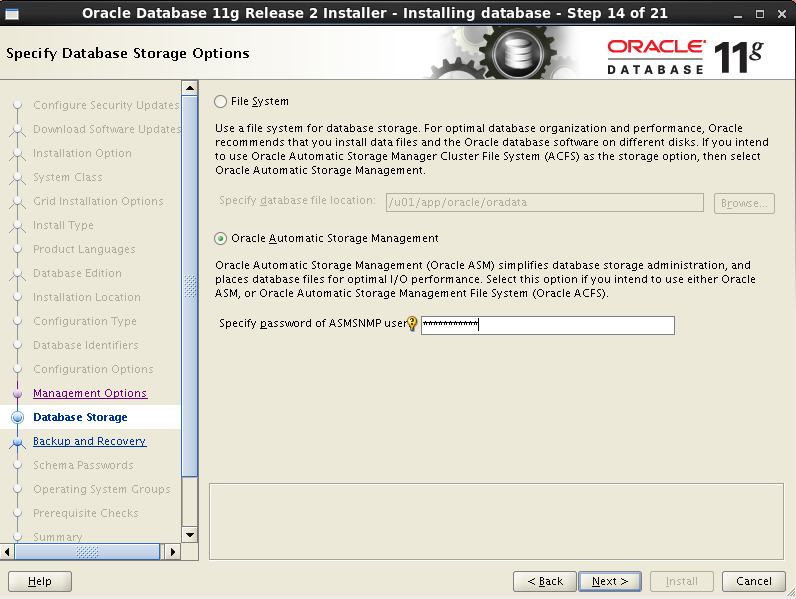 Oracle Database 11g Release 2 Installer - Installing database - Step 14 of 21
Specify Database Storage Options
ORACLE®
DATABASE
11g
Configure Security Updates
Download Software Updates
Installation Option
System Class
Grid Installation Options
Install Type
Product Languages
Database Edition
Installation Location
Configuration Type
Database Identifiers
Configuration Options
Management Options
Database Storage
Backup and Recovery
Schema Passwords
Operating System Groups
Prerequisite Checks
Summary
File System
Use a file system for database storage. For optimal database organization and performance, Oracle
recommends that you install data files and the Oracle database software on different disks. If you intend
to use Oracle Automatic Storage Manager Cluster File System (ACFS) as the storage option, then select
Oracle Automatic Storage Management.
Specify database file location: /u01/app/oracle/oradata Browse...
Oracle Automatic Storage Management
Oracle Automatic Storage Management (Oracle ASM) simplifies database storage administration, and
places database files for optimal I/O performance. Select this option if you intend to use either Oracle
ASM, or Oracle Automatic Storage Management File System (Oracle ACFS).
Specify password of ASMSNMP user ***********
Help
< Back Next > Install Cancel